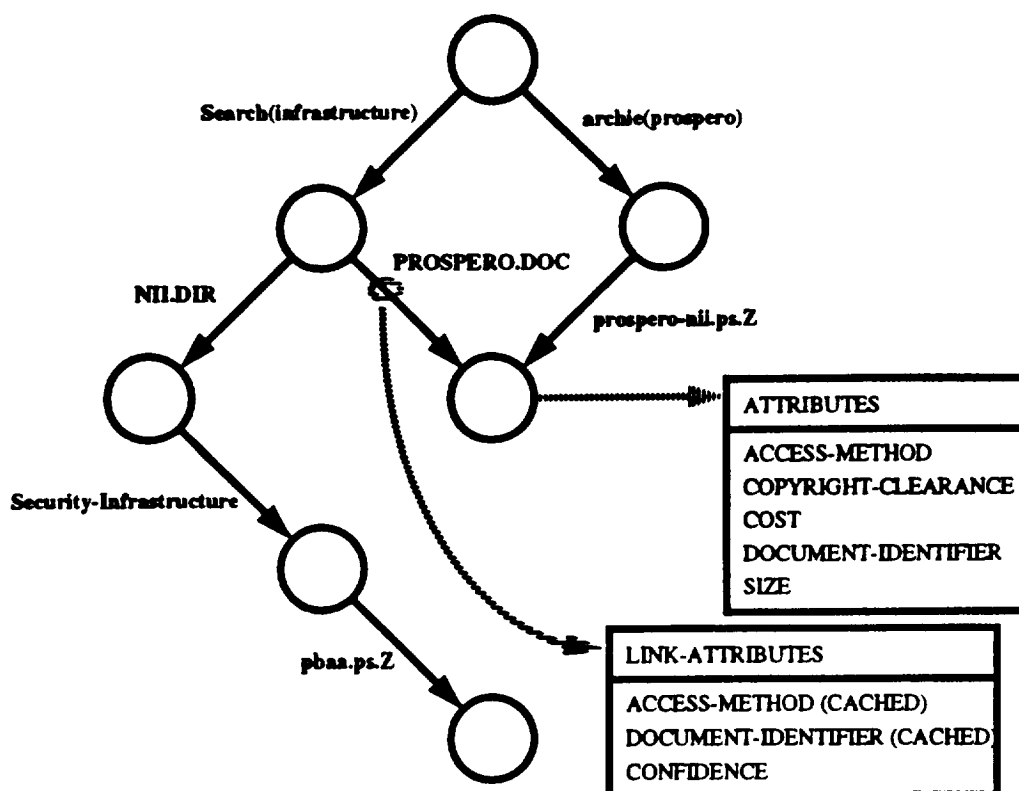 Search(infrastructure)
archie(prospero)
PROSPERO.DOC
NII.DIR
prospero-nii.ps.Z
ATTRIBUTES
ACCESS-METHOD
COPYRIGHT-CLEARANCE
COST
DOCUMENT-IDENTIFIER
SIZE
Security-Infrastructure
LINK-ATTRIBUTES
pbaa.ps.Z
ACCESS-METHOD (CACHED)
DOCUMENT-IDENTIFIER (CACHED)
CONFIDENCE